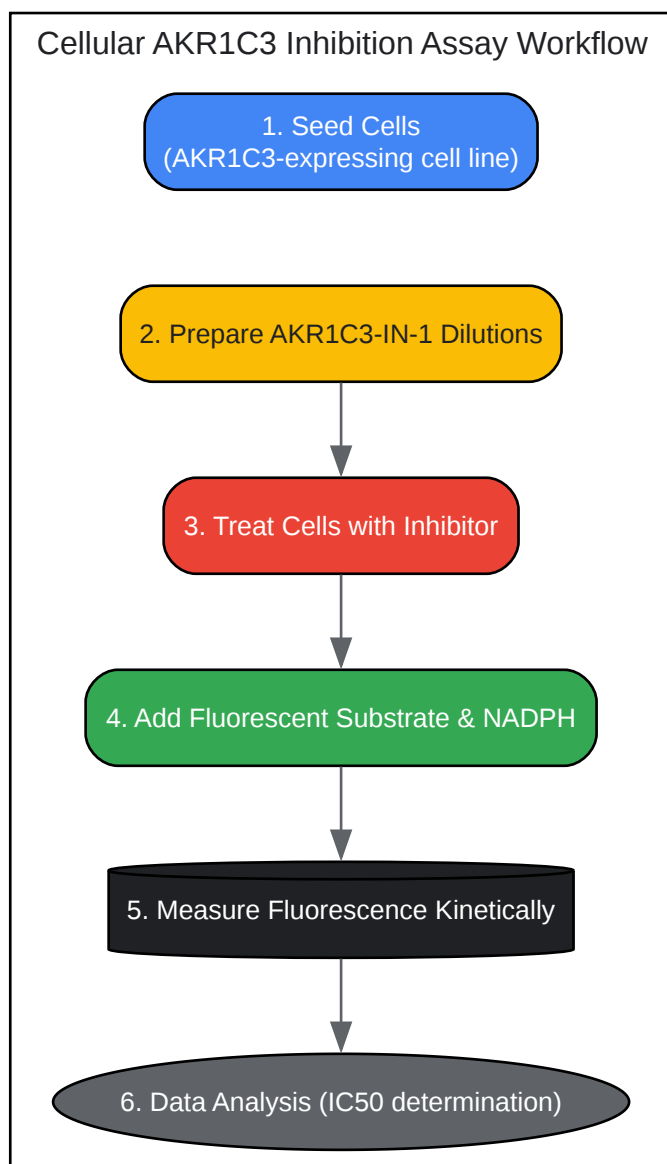 Cellular AKR1C3 Inhibition Assay Workflow
1. Seed Cells
(AKR1C3-expressing cell line)
2. Prepare AKR1C3-IN-1 Dilutions
3. Treat Cells with Inhibitor
4. Add Fluorescent Substrate & NADPH
5. Measure Fluorescence Kinetically
6. Data Analysis (IC50 determination)